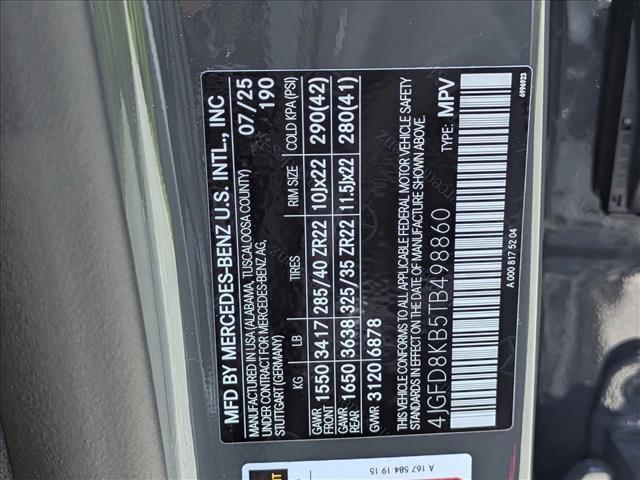 MFD BY MERCEDES-BENZ U.S. INTL., INC
MANUFACTURED IN USA (ALABAMA, TUSCALOOSA COUNTY) 07/25
UNDER CONTRACT FOR MERCEDES-BENZ AG, 190
STUTTGART (GERMANY)
KG LB TIRES RIM SIZE COLD KPA (PSI)
GAWR FRONT 1550 3417 285/40 ZR22 10Jx22 290(42)
GAWR REAR 1650 3638 325/35 ZR22 11.5Jx22 280(41)
GVWR 3120 6878
THIS VEHICLE CONFORMS TO ALL APPLICABLE FEDERAL MOTOR VEHICLE SAFETY
STANDARDS IN EFFECT ON THE DATE OF MANUFACTURE SHOWN ABOVE.
4JGFD8KB5TB498860 TYPE: MPV
A 000 817 52 04
6996923
A 167 584 19 15